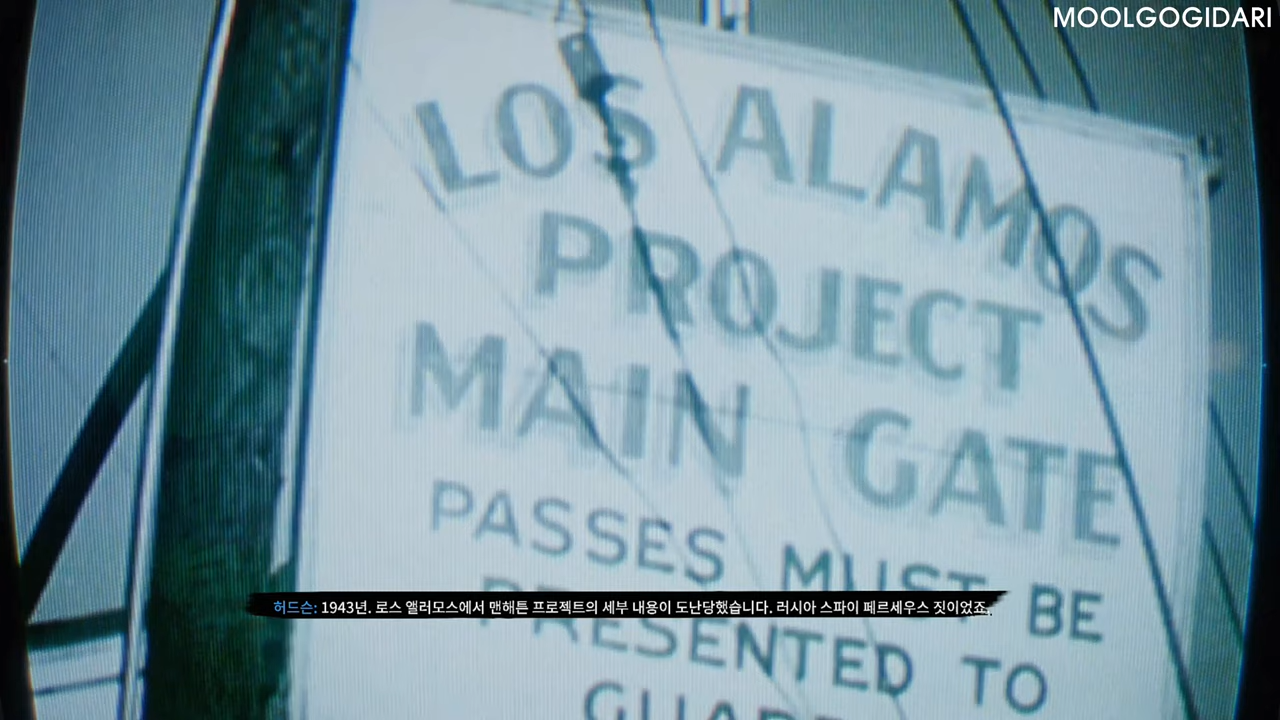 MOOLGOGIDARI
LOS ALAMOS
PROJECT
MAIN GATE
PASSES MUST BE
PRESENTED TO
허드슨: 1943년. 로스 앨러모스에서 맨해튼 프로젝트의 세부 내용이 도난당했습니다. 러시아 스파이 페르세우스 짓이었죠.